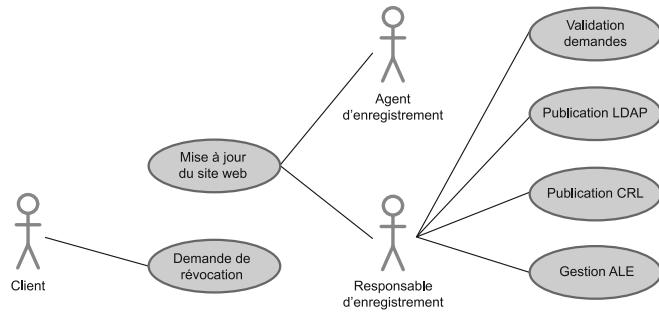 Validation
demandes
Agent
d'enregistrement
Publication LDAP
Mise à jour
du site web
Publication CRL
Demande de
révocation
Client
Responsable
d'enregistrement
Gestion ALE